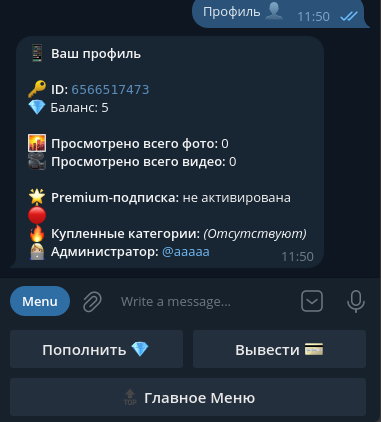 Профиль 👤 11:50
📱 Ваш профиль
🔑 ID: 6566517473
💎 Баланс: 5
🌇 Просмотрено всего фото: 0
📹 Просмотрено всего видео: 0
🌟 Premium-подписка: не активирована
🔴
🔥 Купленные категории: (Отсутствуют)
Администратор: @aaaaa
11:50
Menu Write a message...
Пополнить 💎 Вывести 💳
🔝 Главное Меню